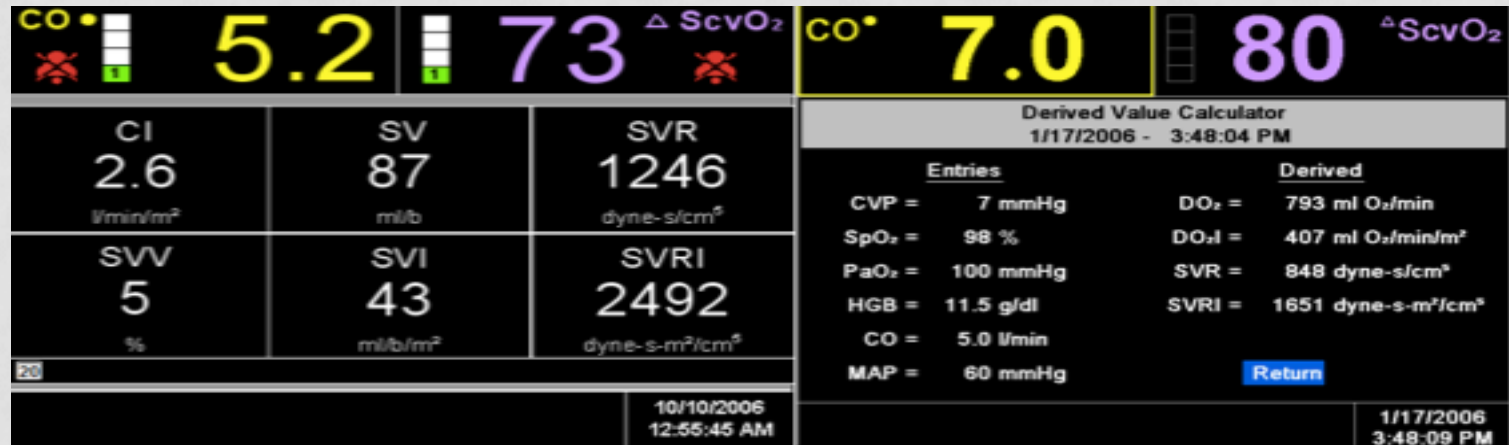 CO 5.2 1 73 Δ ScvO₂
1
CI SV SVR
2.6 87 1246
l/min/m² ml/b dyne-s/cm⁵
SVV SVI SVRI
5 43 2492
% ml/b/m² dyne-s-m²/cm⁵
20
10/10/2006
12:55:45 AM
CO 7.0 80 ΔScvO₂
Derived Value Calculator
1/17/2006 - 3:48:04 PM
Entries Derived
CVP = 7 mmHg DO₂ = 793 ml O₂/min
SpO₂ = 98 % DO₂I = 407 ml O₂/min/m²
PaO₂ = 100 mmHg SVR = 848 dyne-s/cm⁵
HGB = 11.5 g/dl SVRI = 1651 dyne-s-m²/cm⁵
CO = 5.0 l/min
MAP = 60 mmHg Return
1/17/2006
3:48:09 PM